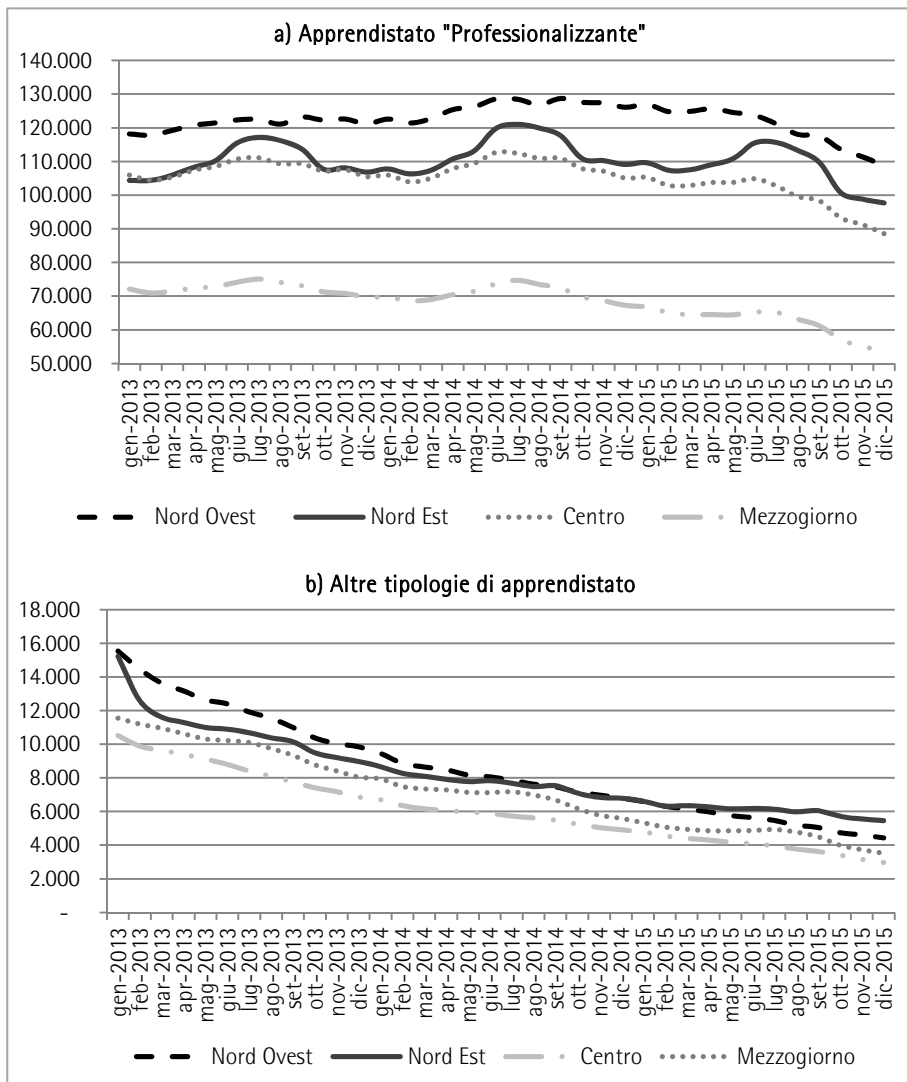 a) Apprendistato "Professionalizzante"
140.000
130.000
120.000
110.000
100.000
90.000
80.000
70.000
60.000
50.000
gen-2013
feb-2013
mar-2013
apr-2013
mag-2013
giu-2013
lug-2013
ago-2013
set-2013
ott-2013
nov-2013
dic-2013
gen-2014
feb-2014
mar-2014
apr-2014
mag-2014
giu-2014
lug-2014
ago-2014
set-2014
ott-2014
nov-2014
dic-2014
gen-2015
feb-2015
mar-2015
apr-2015
mag-2015
giu-2015
lug-2015
ago-2015
set-2015
ott-2015
nov-2015
dic-2015
Nord Ovest Nord Est Centro Mezzogiorno
b) Altre tipologie di apprendistato
18.000
16.000
14.000
12.000
10.000
8.000
6.000
4.000
2.000
-
gen-2013
feb-2013
mar-2013
apr-2013
mag-2013
giu-2013
lug-2013
ago-2013
set-2013
ott-2013
nov-2013
dic-2013
gen-2014
feb-2014
mar-2014
apr-2014
mag-2014
giu-2014
lug-2014
ago-2014
set-2014
ott-2014
nov-2014
dic-2014
gen-2015
feb-2015
mar-2015
apr-2015
mag-2015
giu-2015
lug-2015
ago-2015
set-2015
ott-2015
nov-2015
dic-2015
Nord Ovest Nord Est Centro Mezzogiorno